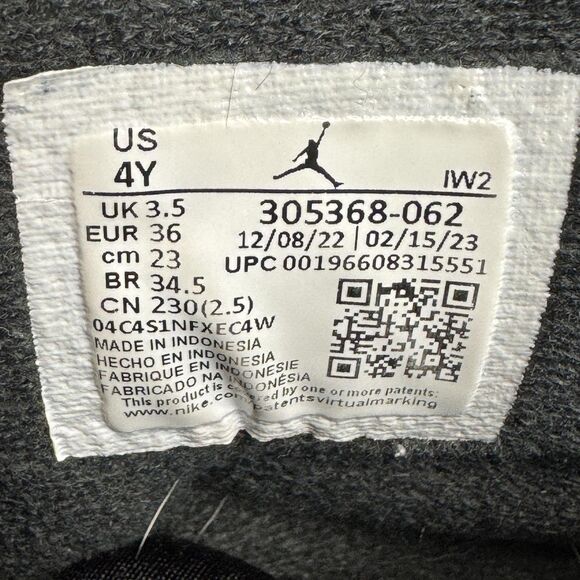 US
4Y
IW2
UK 3.5
EUR 36
cm 23
BR 34.5
CN 230(2.5)
305368-062
12/08/22 | 02/15/23
UPC 00196608315551
04C4S1NFXEC4W
MADE IN INDONESIA
HECHO EN INDONESIA
FABRIQUE EN INDONESIE
FABRICADO NA INDONÉSIA
This product is covered by one or more patents:
www.nike.com/patentsvirtualmarking